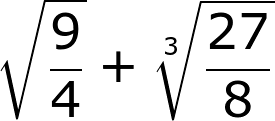 √(9/4) + ∛(27/8)